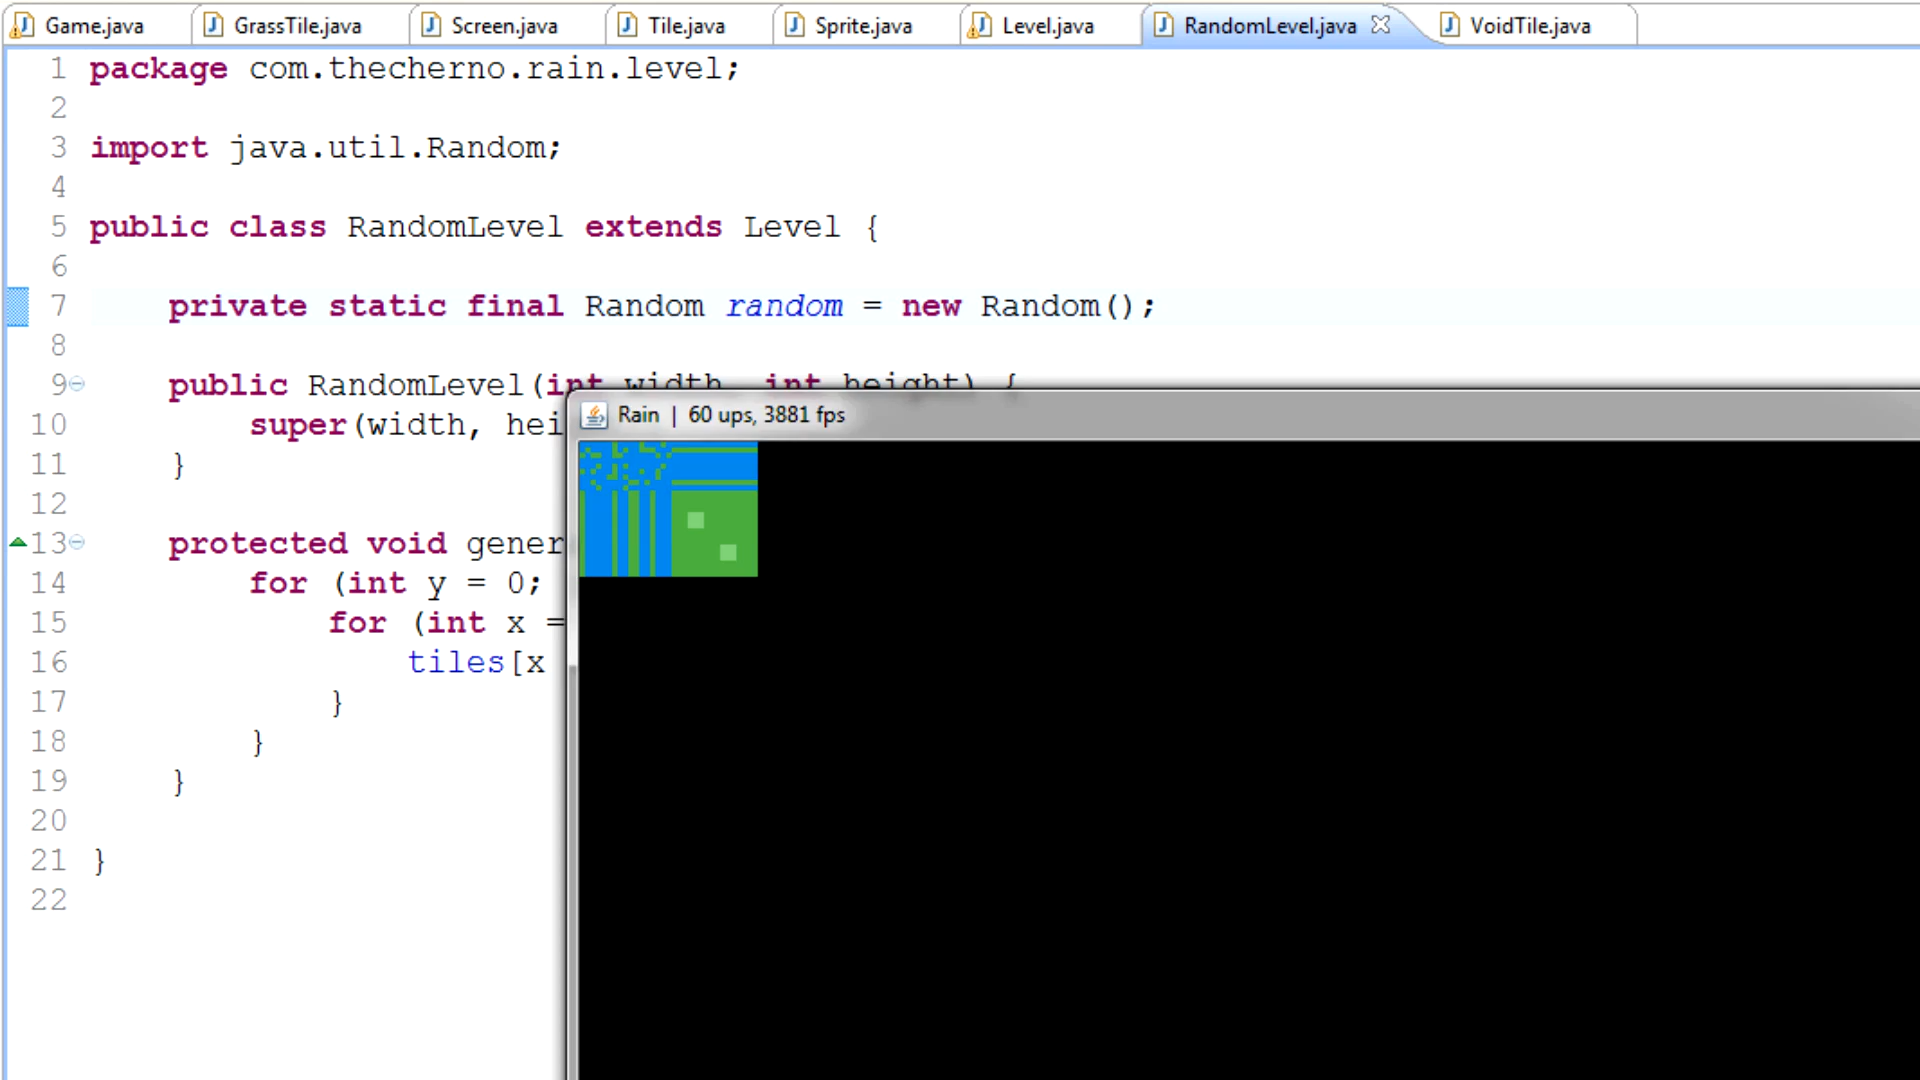 Game.java GrassTile.java Screen.java Tile.java Sprite.java Level.java RandomLevel.java VoidTile.java
1 package com.thecherno.rain.level;
2
3 import java.util.Random;
4
5 public class RandomLevel extends Level {
6
7 private static final Random random = new Random();
8
9 public RandomLevel(int width, int height) {
10 super(width, hei
Rain | 60 ups, 3881 fps
11 }
12
13 protected void gener
14 for (int y = 0;
15 for (int x =
16 tiles[x
17 }
18 }
19 }
20
21 }
22